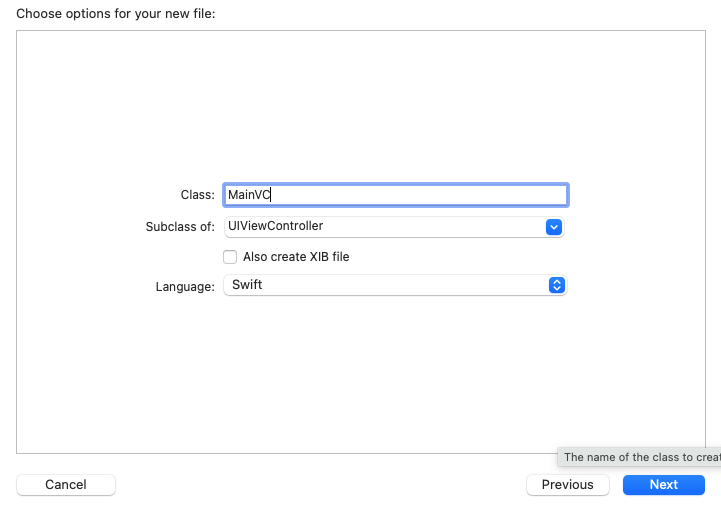 Choose options for your new file:
Class: MainVC
Subclass of: UIViewController
Also create XIB file
Language: Swift
The name of the class to creat
Cancel Previous Next